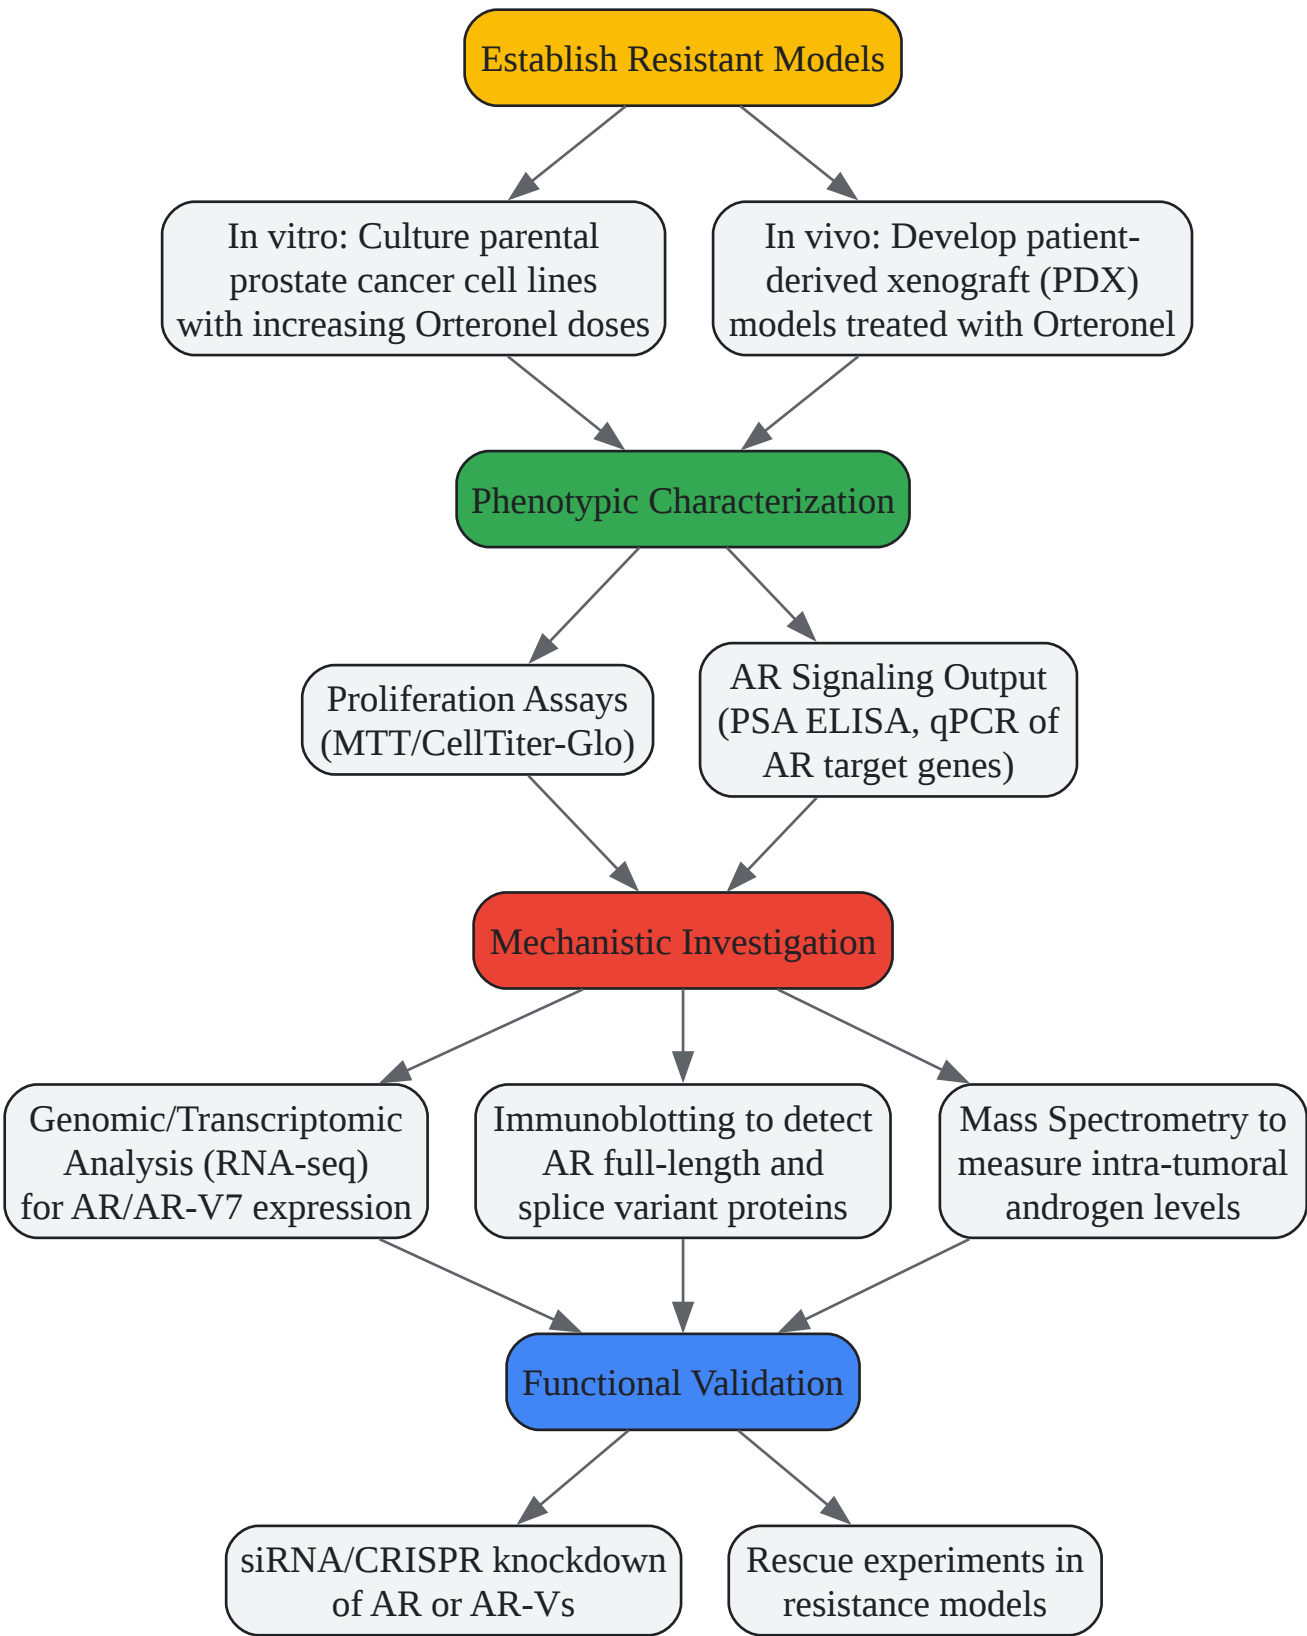 Establish Resistant Models
In vitro: Culture parental
prostate cancer cell lines
with increasing Orteronel doses
In vivo: Develop patient-
derived xenograft (PDX)
models treated with Orteronel
Phenotypic Characterization
Proliferation Assays
(MTT/CellTiter-Glo)
AR Signaling Output
(PSA ELISA, qPCR of
AR target genes)
Mechanistic Investigation
Genomic/Transcriptomic
Analysis (RNA-seq)
for AR/AR-V7 expression
Immunoblotting to detect
AR full-length and
splice variant proteins
Mass Spectrometry to
measure intra-tumoral
androgen levels
Functional Validation
siRNA/CRISPR knockdown
of AR or AR-Vs
Rescue experiments in
resistance models